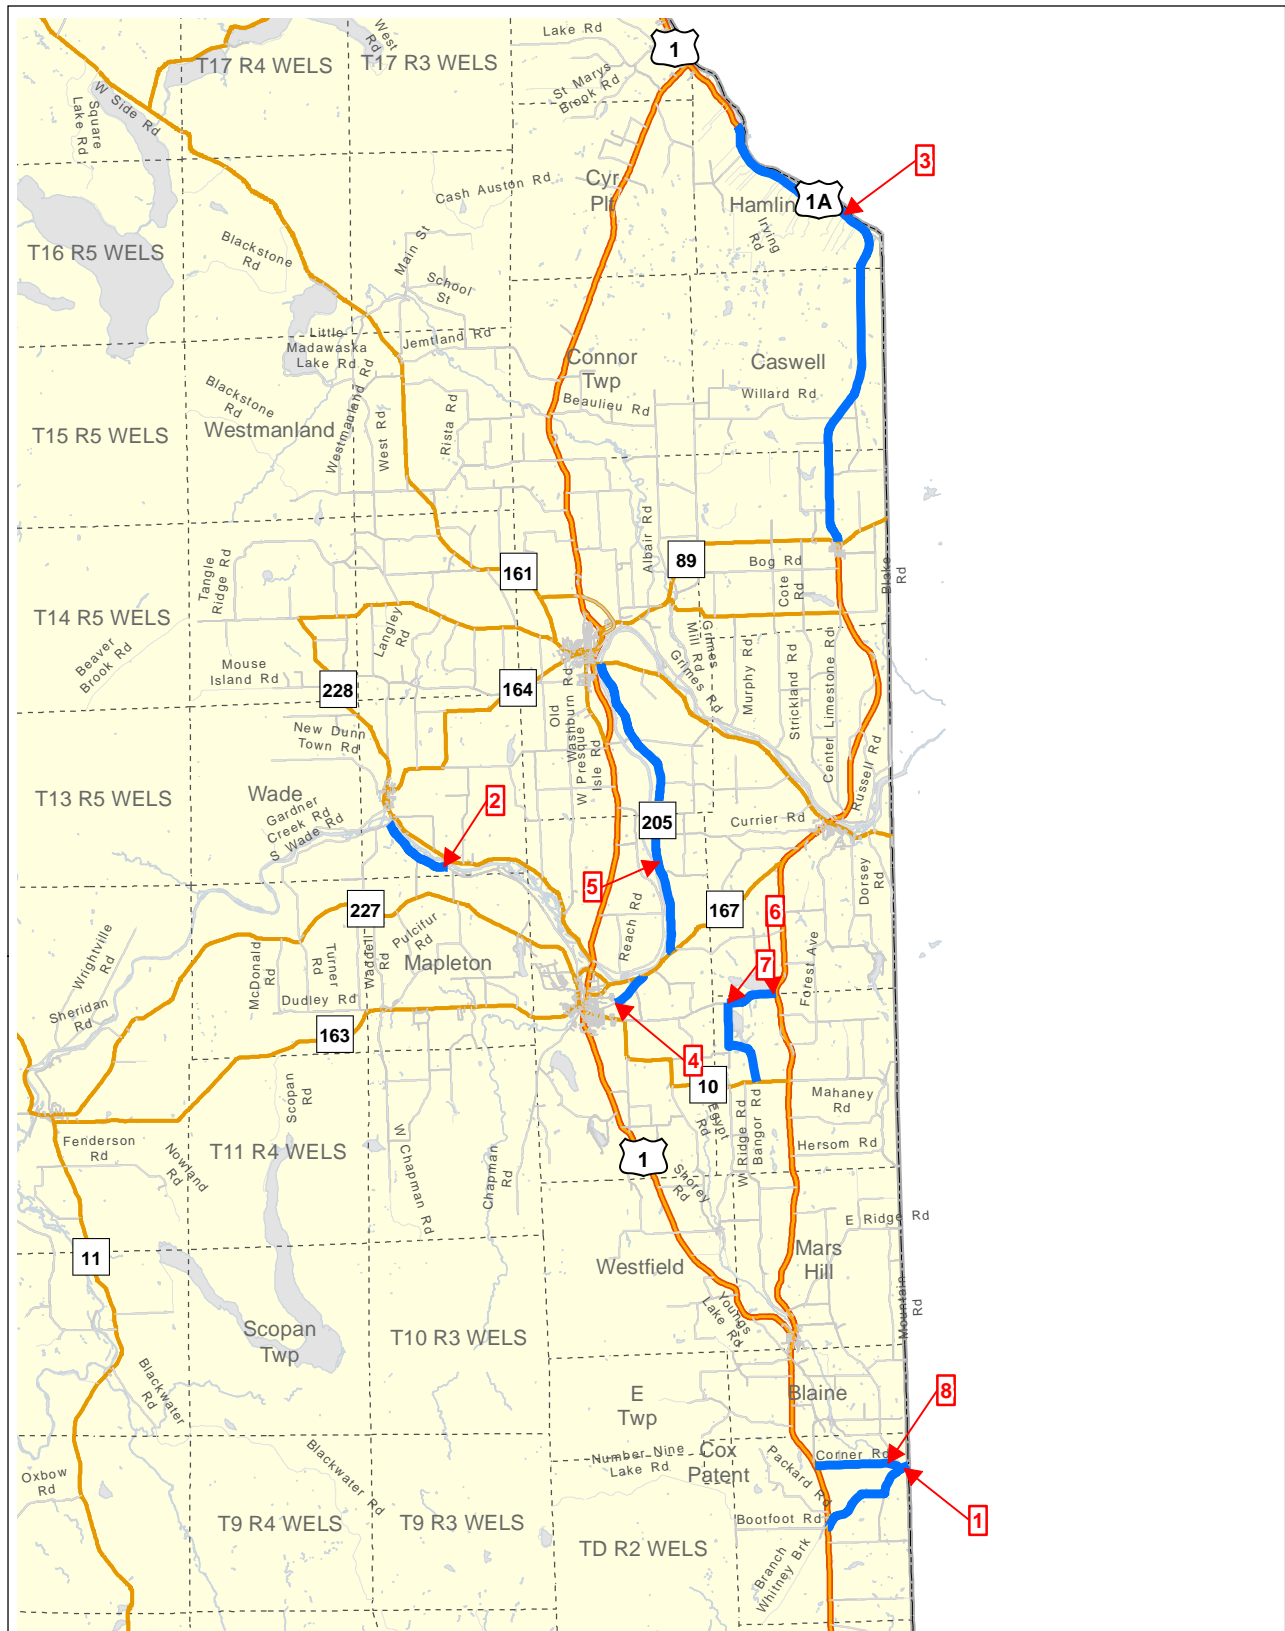 Lake Rd
West
Rd
1
T17 R4 WELS
T17 R3 WELS
St Marys
Brook Rd
W Side Rd
Square
Lake Rd
3
Cash Auston Rd
Cyr
Plt
Hamlin
1A
Irving
Rd
T16 R5 WELS
Blackstone
Rd
Main St
School
St
Little
Madawaska
Lake Rd
Jemtland Rd
Connor
Twp
Caswell
Willard Rd
Beaulieu Rd
Blackstone
Rd
Westmanland
Westmanland Rd
West Rd
Rista Rd
T15 R5 WELS
Albair Rd
89
Bog Rd
Cote
Rd
Blake
Rd
161
Tangle
Ridge Rd
T14 R5 WELS
Langley
Rd
Beaver
Brook Rd
Mouse
Island Rd
228
164
Old
Washburn Rd
W Presque
Isle Rd
Grimes
Mill Rd
Grimes Rd
Murphy Rd
Strickland Rd
Center Limestone Rd
Russell Rd
New Dunn
Town Rd
T13 R5 WELS
Wade
Gardner
Creek Rd
S Wade Rd
2
205
Currier Rd
Dorsey
Rd
5
Reach Rd
167
6
227
Pulcifur
Rd
Mapleton
Waddell
Rd
Turner
Rd
McDonald
Rd
Dudley Rd
Wrightville
Rd
Sheridan
Rd
163
7
Forest Ave
4
10
Mahaney
Rd
Scopan
Rd
Fenderson
Rd
Nowland
Rd
T11 R4 WELS
W Chapman Rd
Chapman
Rd
1
Egypt
Rd
W Ridge Rd
Bangor Rd
Hersom Rd
Shorey
Rd
E Ridge Rd
11
Westfield
Mars
Hill
Mountain
Rd
Youngs
Lake Rd
Scopan
Twp
T10 R3 WELS
Blackwater
Rd
E
Twp
Blaine
8
Number Nine
Lake Rd
Cox
Patent
Packard Rd
Corner Rd
Oxbow
Rd
Blackwater Rd
T9 R4 WELS
T9 R3 WELS
TD R2 WELS
Bootfoot Rd
1
Branch
Whitney Brk